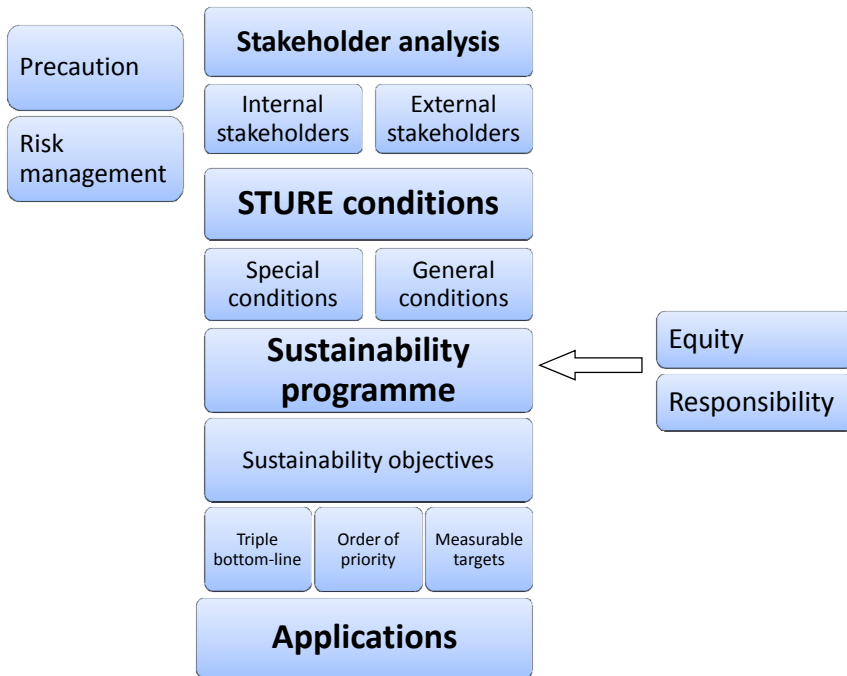 Stakeholder analysis
Precaution
Internal
stakeholders
External
stakeholders
Risk
management
STURE conditions
Special
conditions
General
conditions
Sustainability
programme
Equity
Responsibility
Sustainability objectives
Triple
bottom-line
Order of
priority
Measurable
targets
Applications